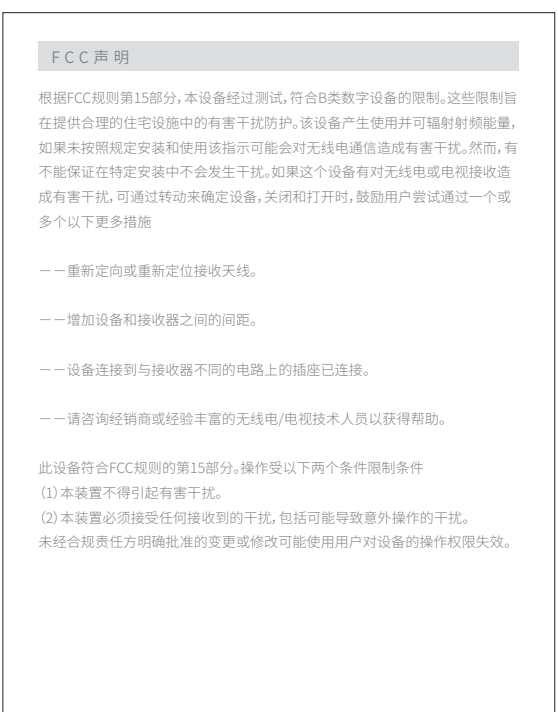 FCC声明
根据FCC规则第15部分,本设备经过测试,符合B类数字设备的限制。这些限制旨
在提供合理的住宅设施中的有害干扰防护。该设备产生使用并可辐射射频能量,
如果未按照规定安装和使用该指示可能会对无线电通信造成有害干扰。然而,有
不能保证在特定安装中不会发生干扰。如果这个设备有对无线电或电视接收造
成有害干扰,可通过转动来确定设备,关闭和打开时,鼓励用户尝试通过一个或
多个以下更多措施
——重新定向或重新定位接收天线。
——增加设备和接收器之间的间距。
——设备连接到与接收器不同的电路上的插座已连接。
——请咨询经销商或经验丰富的无线电/电视技术人员以获得帮助。
此设备符合FCC规则的第15部分。操作受以下两个条件限制条件
(1)本装置不得引起有害干扰。
(2)本装置必须接受任何接收到的干扰,包括可能导致意外操作的干扰。
未经合规责任方明确批准的变更或修改可能使用用户对设备的操作权限失效。